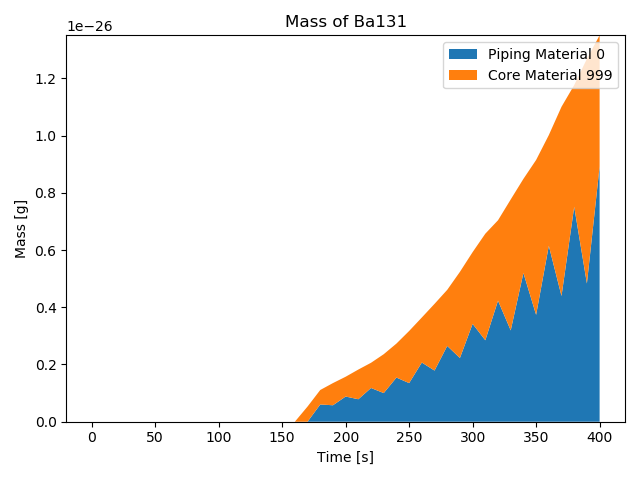 Mass of Ba131
1e−26
Piping Material 0
Core Material 999
1.2
1.0
0.8
0.6
0.4
0.2
0.0
Mass [g]
0 50 100 150 200 250 300 350 400
Time [s]